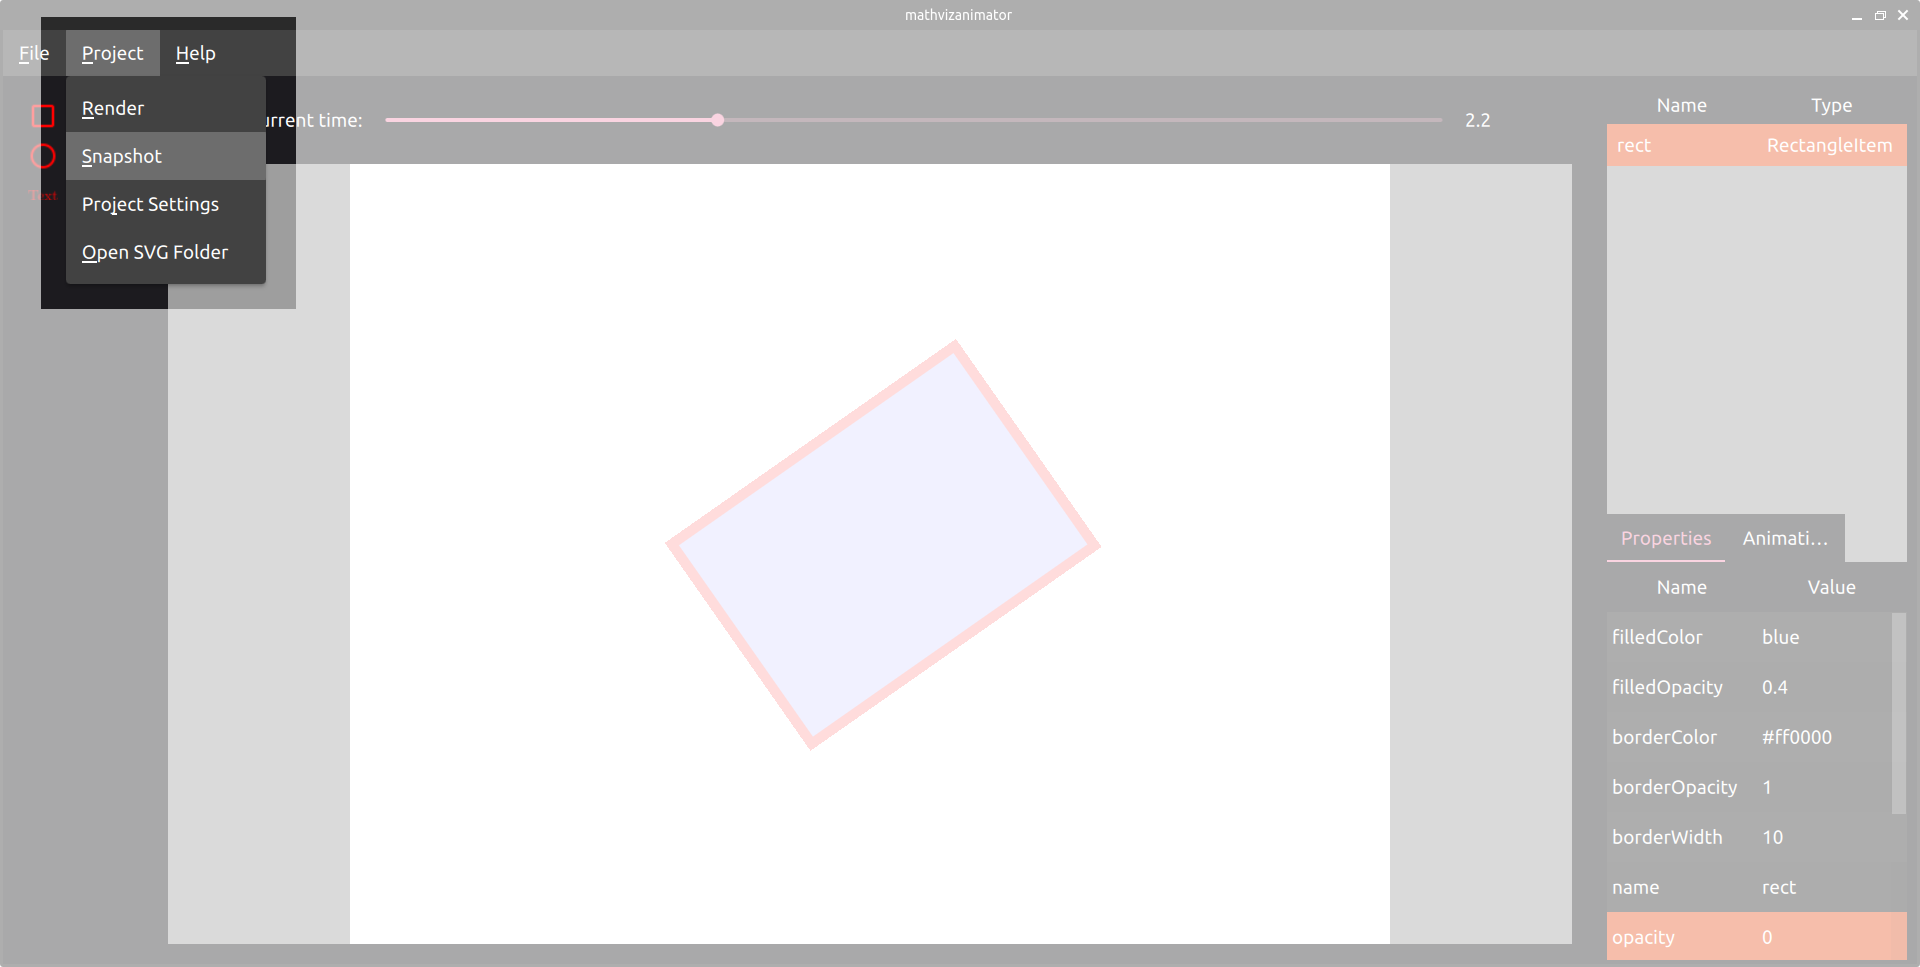 mathvizanimator
File Project Help
Render
Snapshot
Project Settings
Open SVG Folder
Text
urrent time: 2.2
Name Type
rect RectangleItem
Properties Animati...
Name Value
filledColor blue
filledOpacity 0.4
borderColor #ff0000
borderOpacity 1
borderWidth 10
name rect
opacity 0